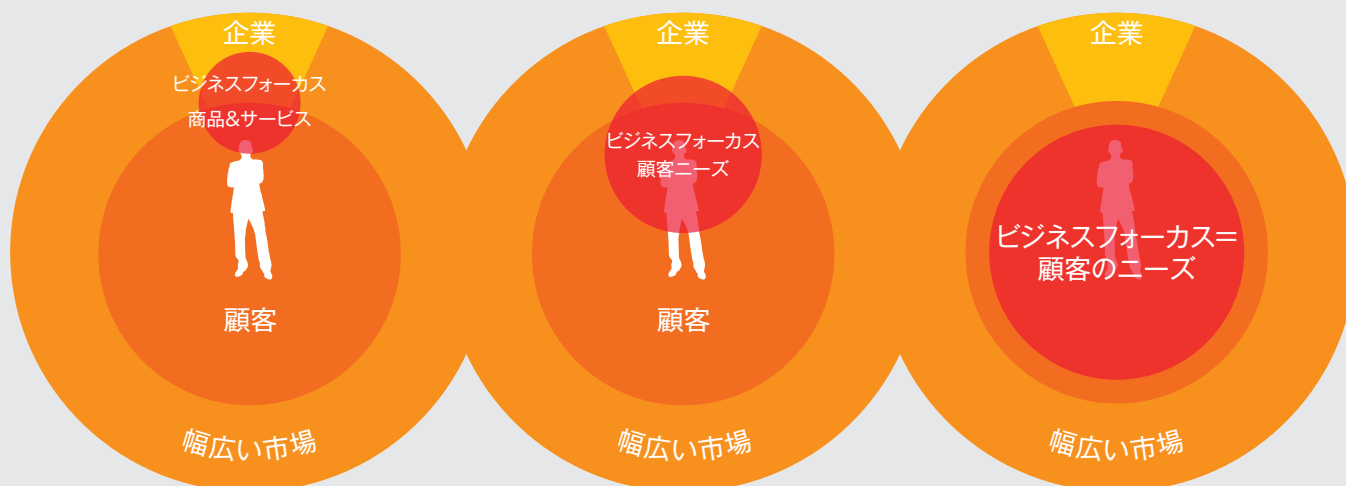 企業
ビジネスフォーカス
商品&サービス
顧客
幅広い市場
企業
ビジネスフォーカス
顧客ニーズ
顧客
幅広い市場
企業
ビジネスフォーカス＝
顧客のニーズ
幅広い市場